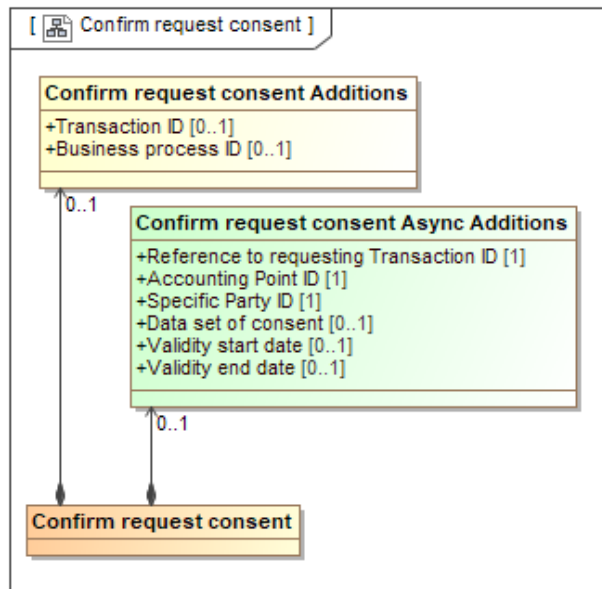 [ Confirm request consent ]
Confirm request consent Additions
+Transaction ID [0..1]
+Business process ID [0..1]
0..1
Confirm request consent Async Additions
+Reference to requesting Transaction ID [1]
+Accounting Point ID [1]
+Specific Party ID [1]
+Data set of consent [0..1]
+Validity start date [0..1]
+Validity end date [0..1]
0..1
Confirm request consent